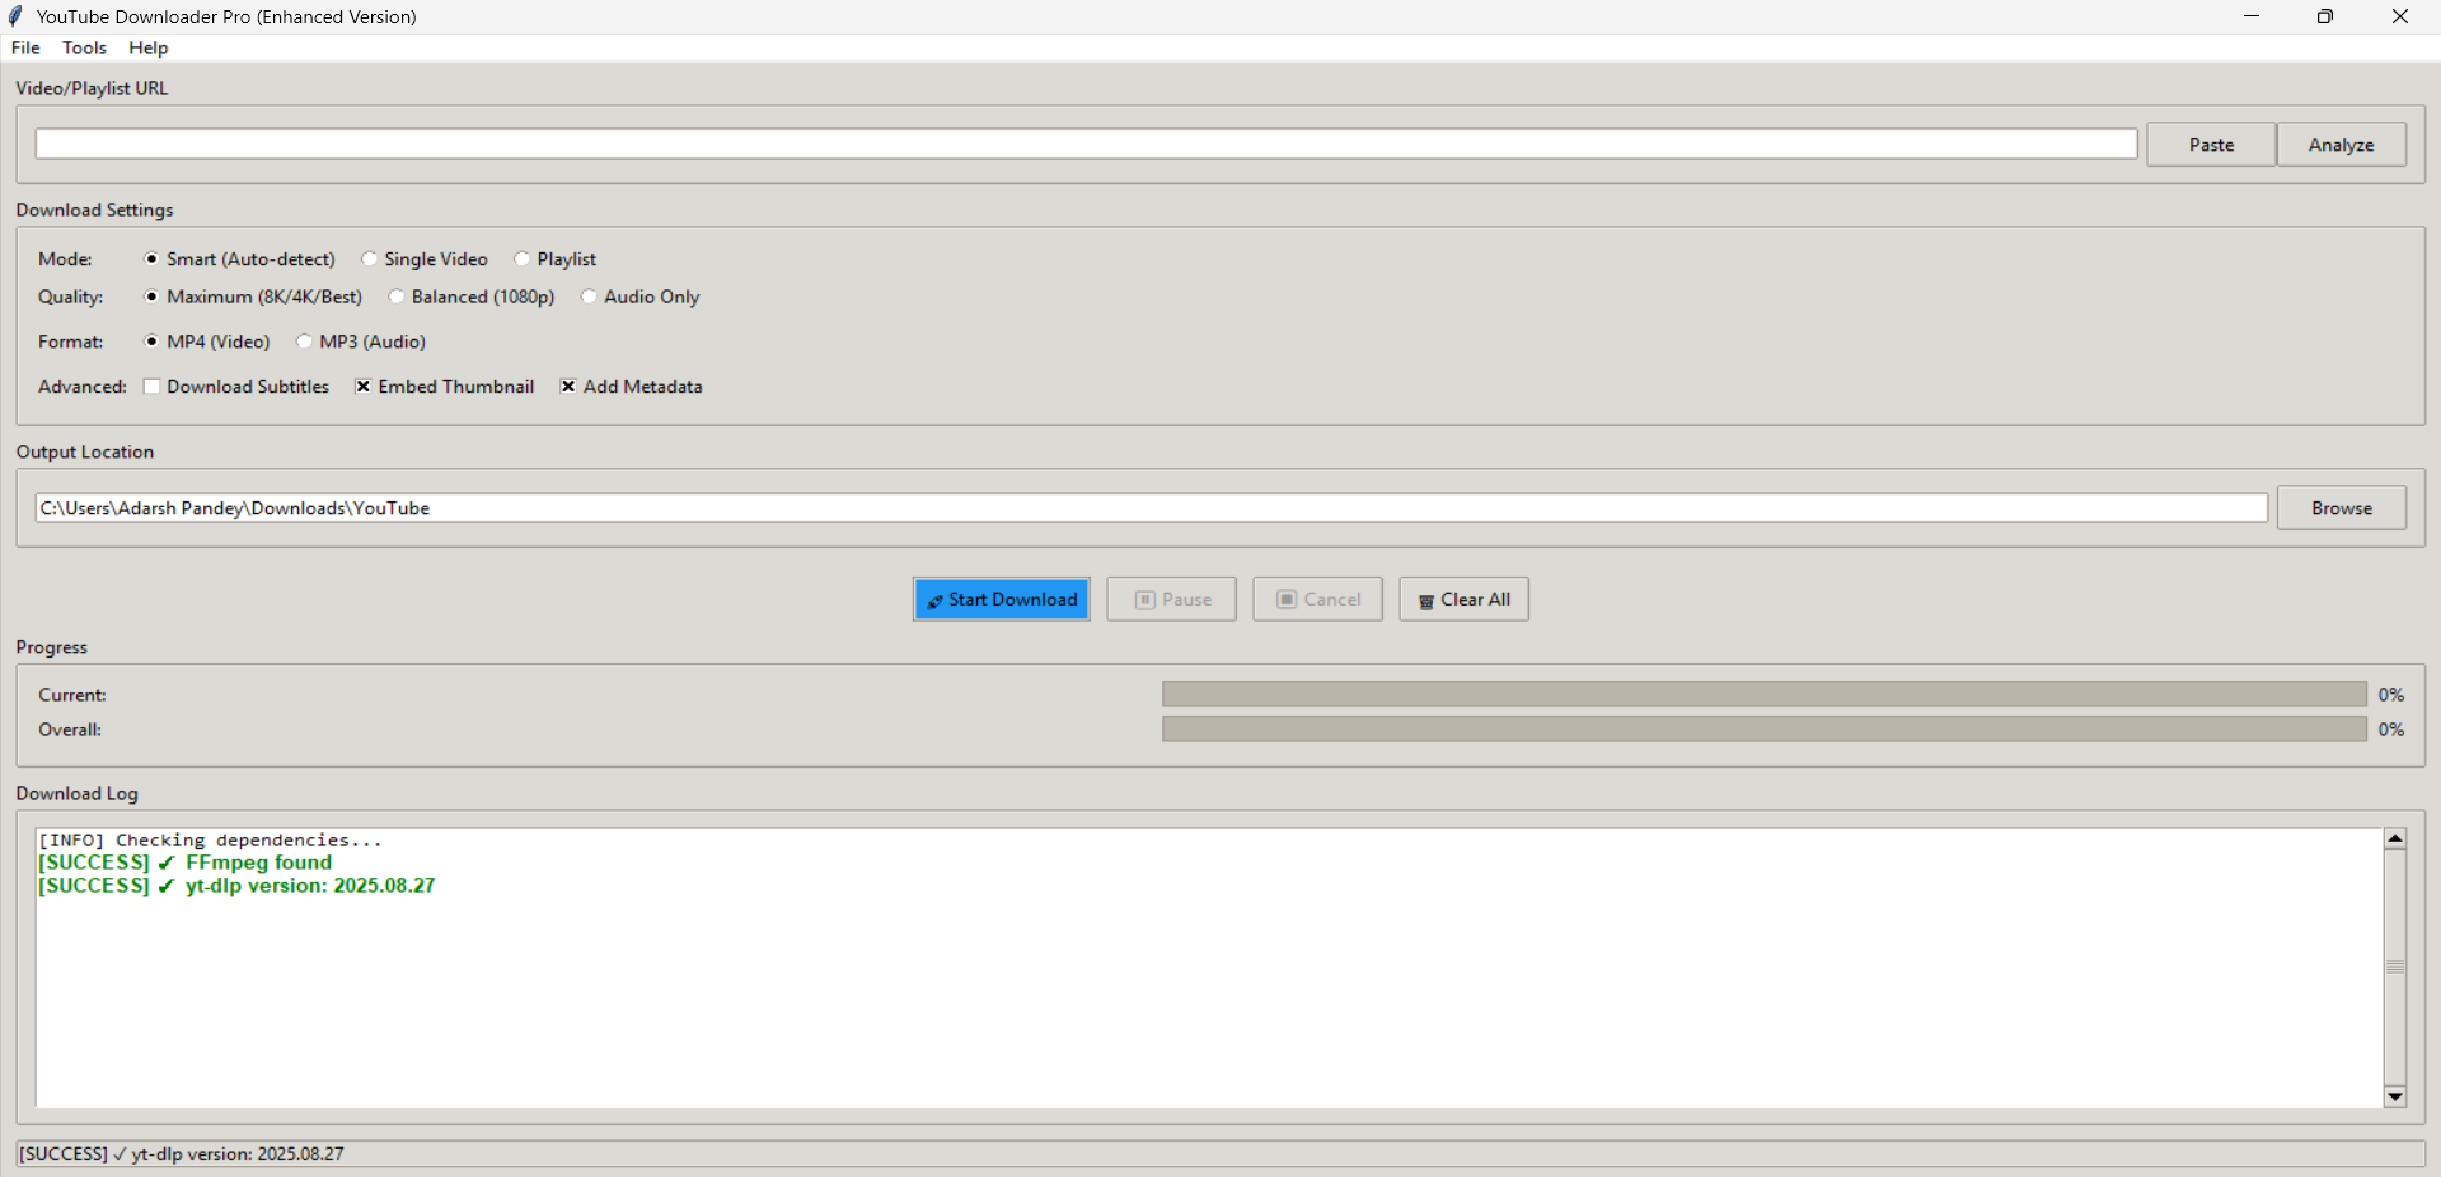 YouTube Downloader Pro (Enhanced Version)
File Tools Help
Video/Playlist URL
Paste Analyze
Download Settings
Mode: Smart (Auto-detect) Single Video Playlist
Quality: Maximum (8K/4K/Best) Balanced (1080p) Audio Only
Format: MP4 (Video) MP3 (Audio)
Advanced: Download Subtitles Embed Thumbnail Add Metadata
Output Location
C:\Users\Adarsh Pandey\Downloads\YouTube Browse
Start Download Pause Cancel Clear All
Progress
Current: 0%
Overall: 0%
Download Log
[INFO] Checking dependencies...
[SUCCESS] ✓ FFmpeg found
[SUCCESS] ✓ yt-dlp version: 2025.08.27
[SUCCESS] ✓ yt-dlp version: 2025.08.27